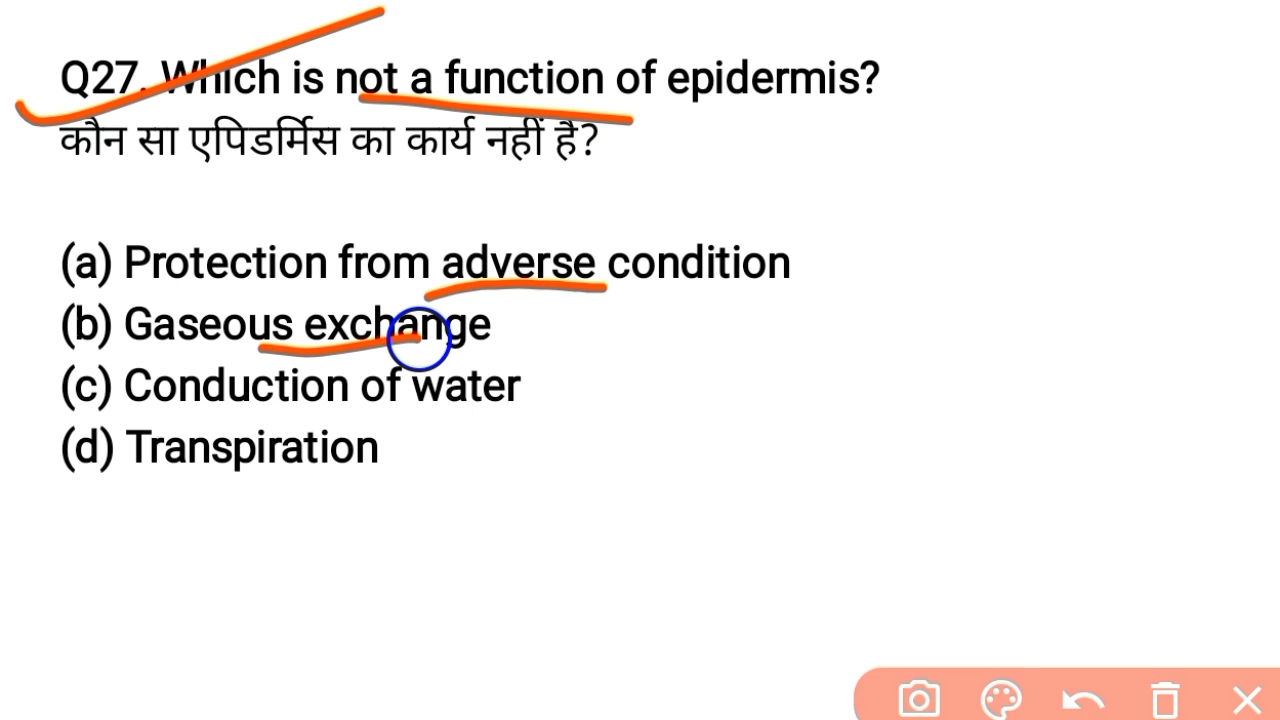 Q27. Which is not a function of epidermis?
कौन सा एपिडर्मिस का कार्य नहीं है?
(a) Protection from adverse condition
(b) Gaseous exchange
(c) Conduction of water
(d) Transpiration